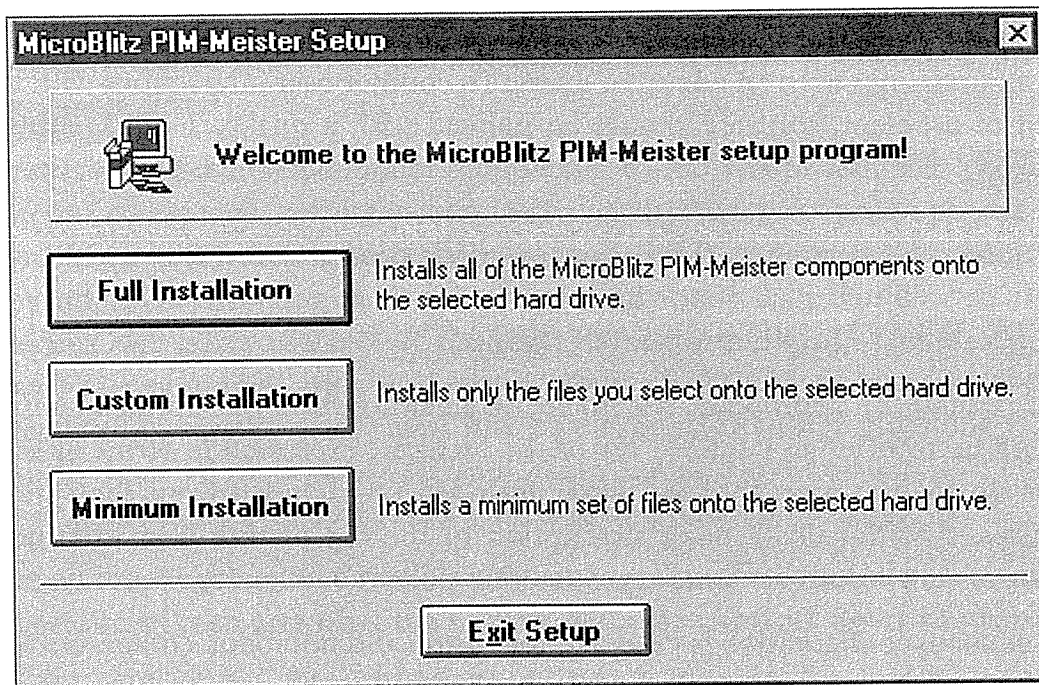 MicroBlitz PIM-Meister Setup
Welcome to the MicroBlitz PIM-Meister setup program!
Full Installation
Installs all of the MicroBlitz PIM-Meister components onto
the selected hard drive.
Custom Installation
Installs only the files you select onto the selected hard drive.
Minimum Installation
Installs a minimum set of files onto the selected hard drive.
Exit Setup